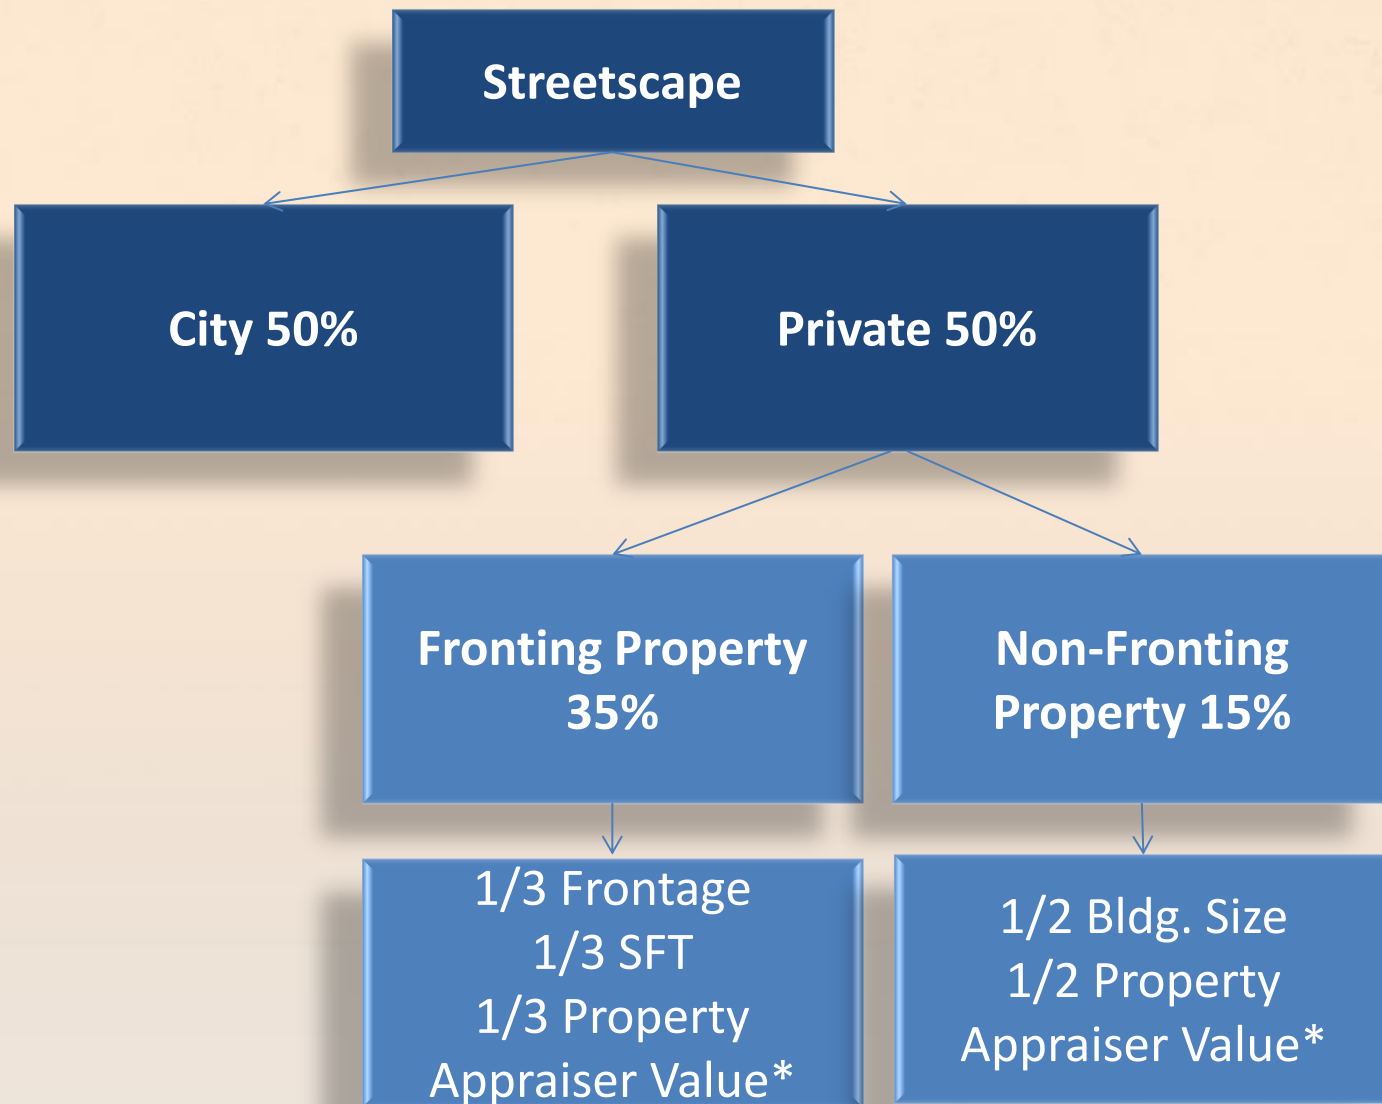 Streetscape
City 50%
Private 50%
Fronting Property
35%
Non-Fronting
Property 15%
1/3 Frontage
1/3 SFT
1/3 Property
Appraiser Value*
1/2 Bldg. Size
1/2 Property
Appraiser Value*